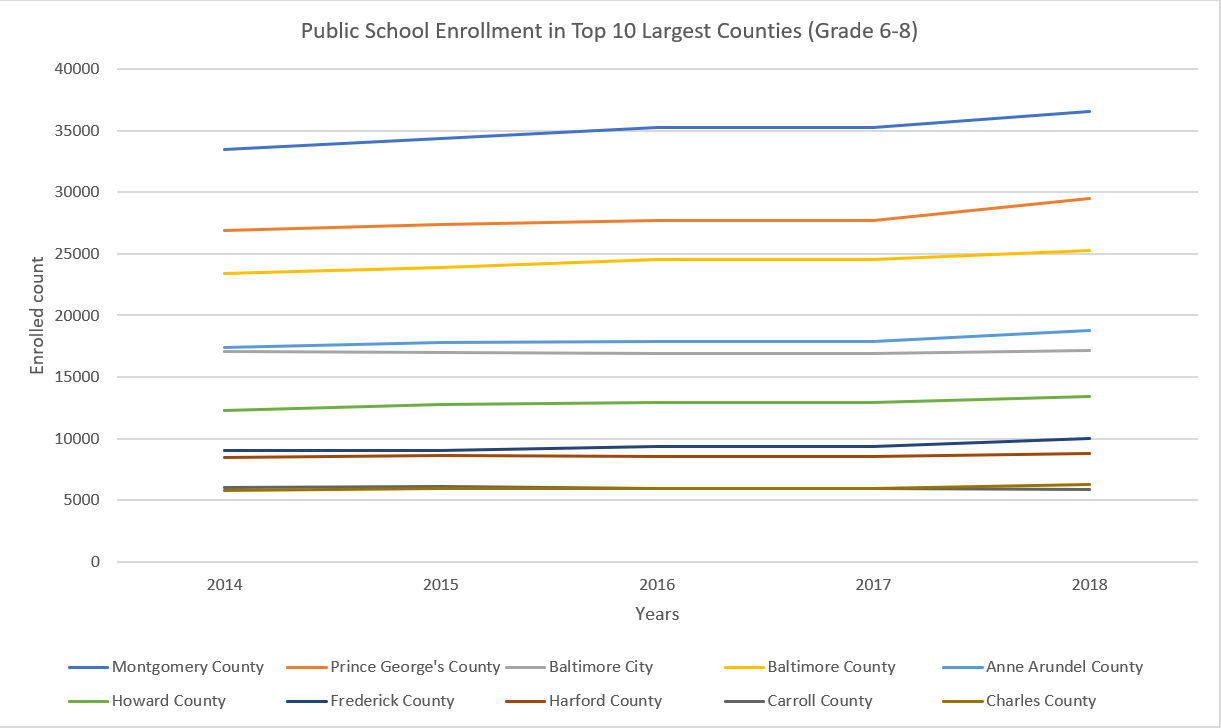 Public School Enrollment in Top 10 Largest Counties (Grade 6-8)
40000
35000
30000
25000
20000
15000
10000
5000
0
Enrolled count
2014 2015 2016 2017 2018
Years
Montgomery County Prince George's County Baltimore City Baltimore County Anne Arundel County
Howard County Frederick County Harford County Carroll County Charles County